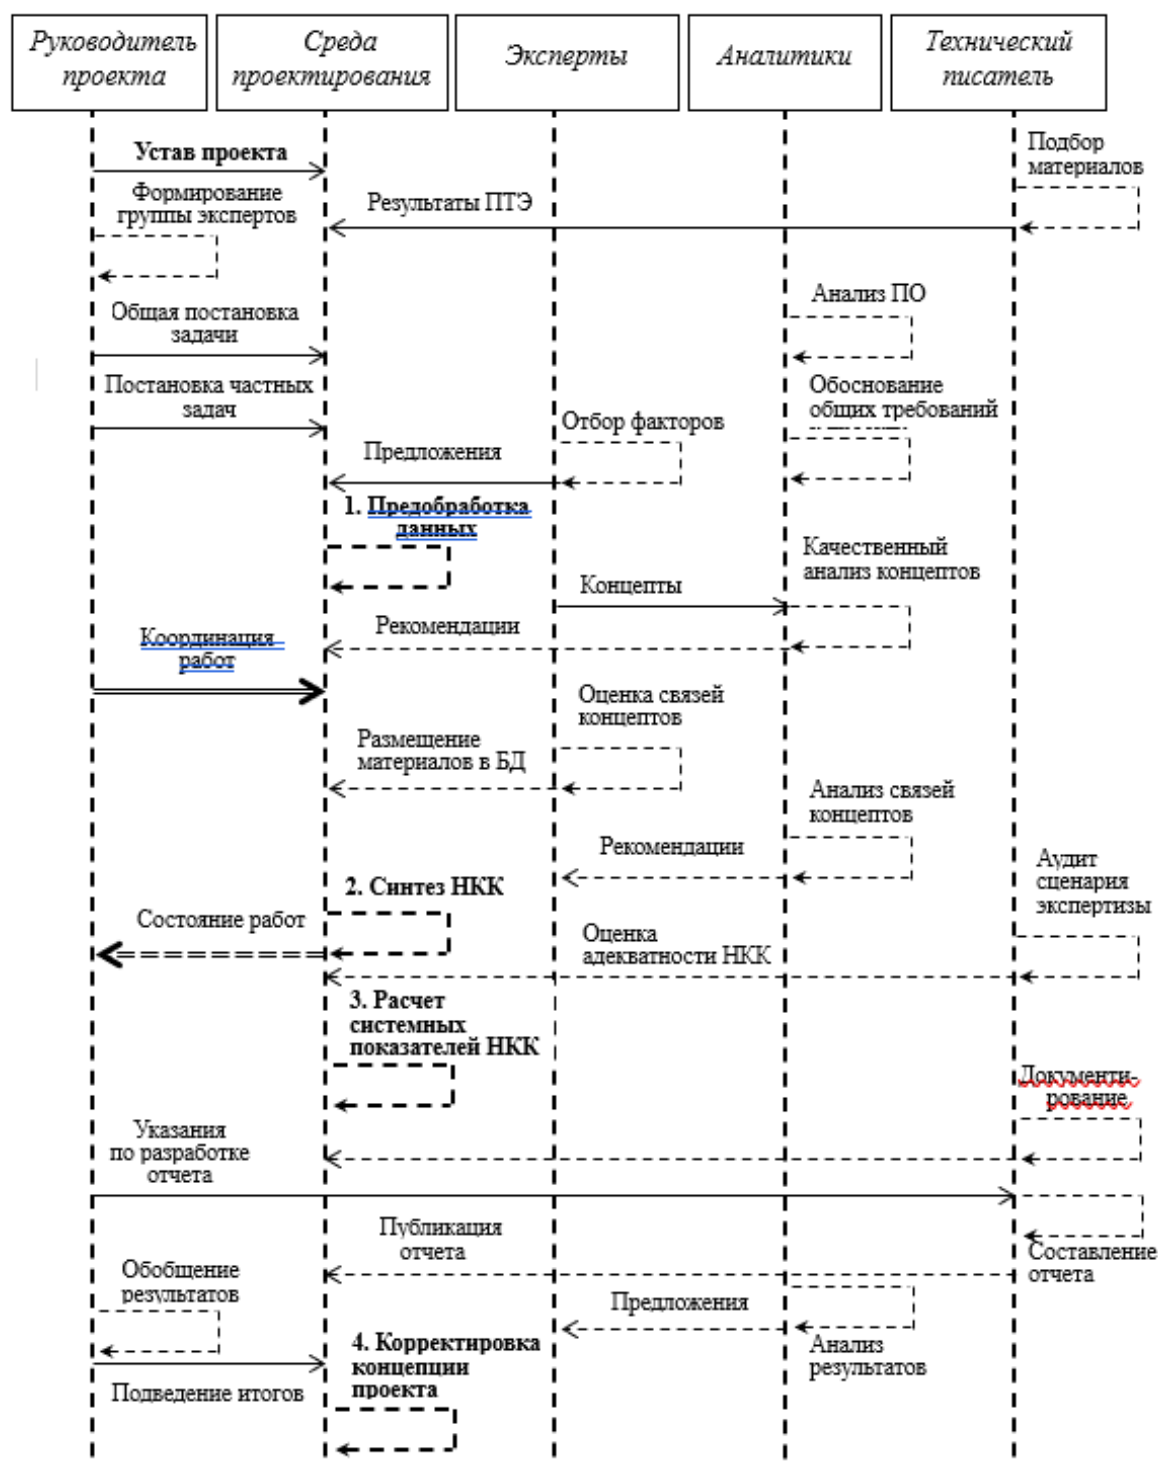 Руководитель
проекта
Среда
проектирования
Эксперты
Аналитики
Технический
писатель
Устав проекта
Подбор
материалов
Формирование
группы экспертов
Результаты ПТЭ
Общая постановка
задачи
Анализ ПО
Постановка частных
задач
Обоснование
общих требований
Отбор факторов
Предложения
1. Предобработка
данных
Качественный
анализ концептов
Концепты
Рекомендации
Координация
работ
Оценка связей
концептов
Размещение
материалов в БД
Анализ связей
концептов
Рекомендации
2. Синтез НКК
Аудит
сценария
экспертизы
Состояние работ
Оценка
адекватности НКК
3. Расчет
системных
показателей НКК
Документи-
рование
Указания
по разработке
отчета
Публикация
отчета
Составление
отчета
Обобщение
результатов
Предложения
4. Корректировка
концепции
проекта
Анализ
результатов
Подведение итогов